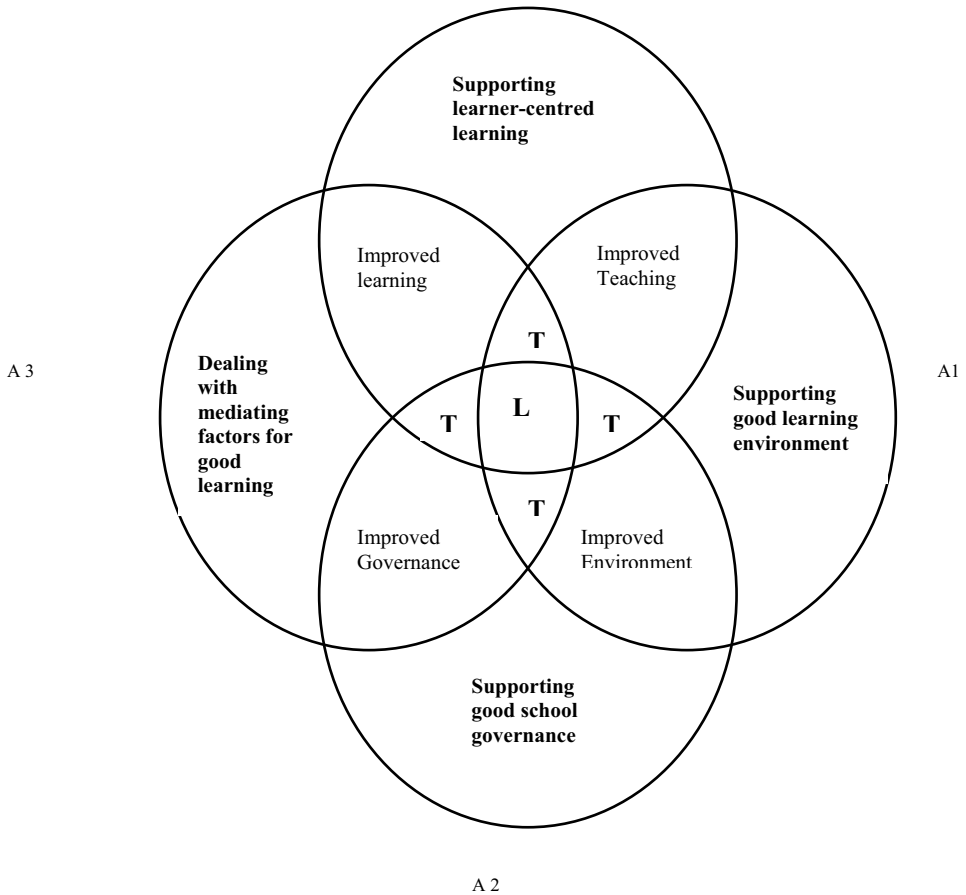 Supporting
learner-centred
learning
Improved
learning
Improved
Teaching
T
A 3
A1
Dealing
with
mediating
factors for
good
learning
T
L
T
Supporting
good learning
environment
T
Improved
Governance
Improved
Environment
Supporting
good school
governance
A 2